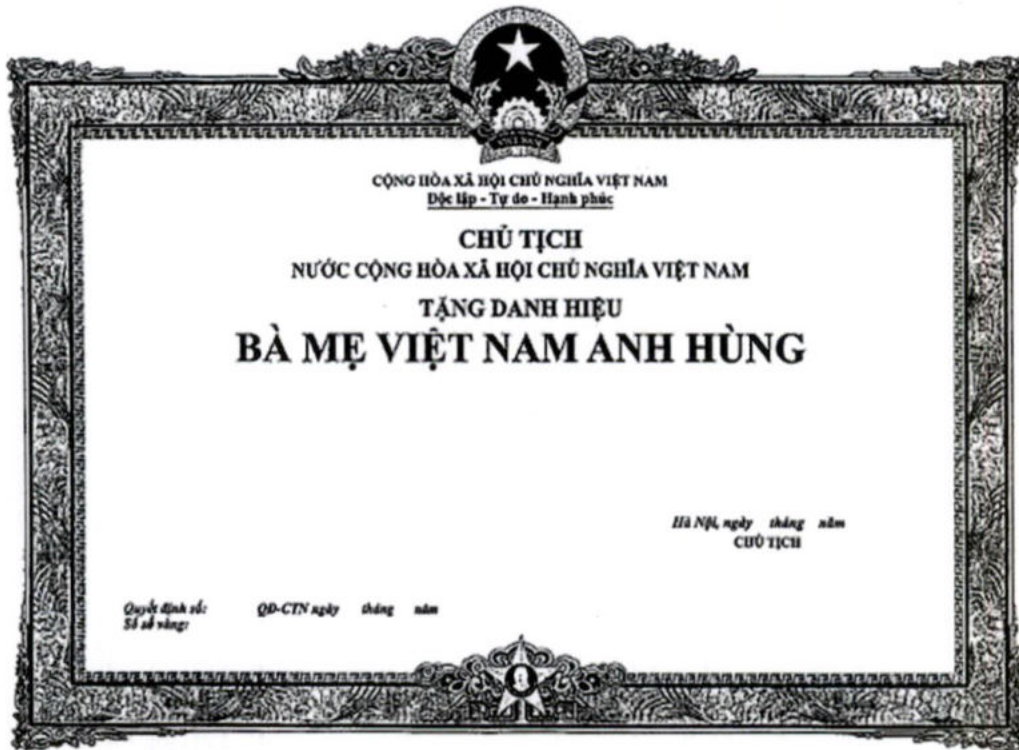 VIỆT NAM
CỘNG HÒA XÃ HỘI CHỦ NGHĨA VIỆT NAM
Độc lập - Tự do - Hạnh phúc
CHỦ TỊCH
NƯỚC CỘNG HÒA XÃ HỘI CHỦ NGHĨA VIỆT NAM
TẶNG DANH HIỆU
BÀ MẸ VIỆT NAM ANH HÙNG
Hà Nội, ngày tháng năm
CHỦ TỊCH
Quyết định số: QĐ-CTN ngày tháng năm
Số sổ vàng: